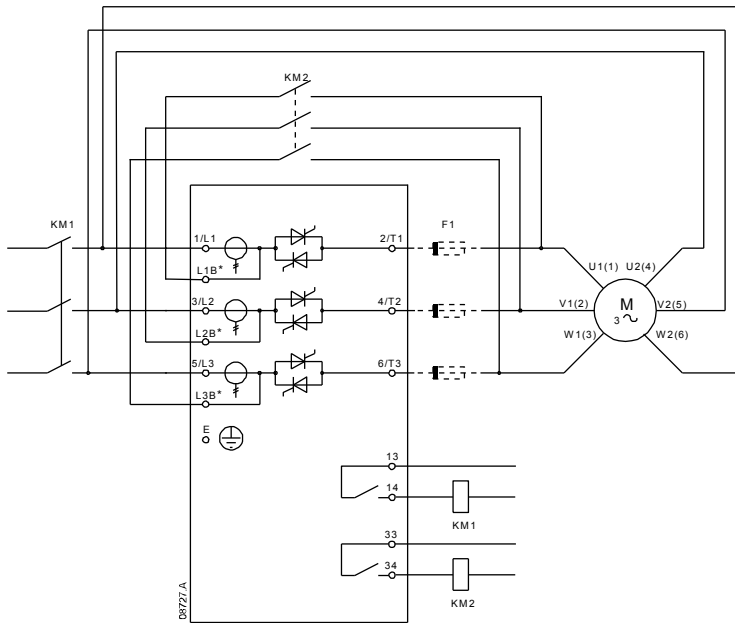 KM2
KM1
F1
1/L1
2/T1
L1B*
U1(1) U2(4)
3/L2
4/T2
V1(2)
M
3
V2(5)
L2B*
W1(3)
W2(6)
5/L3
6/T3
L3B*
E
13
14
KM1
33
34
KM2
08727.A